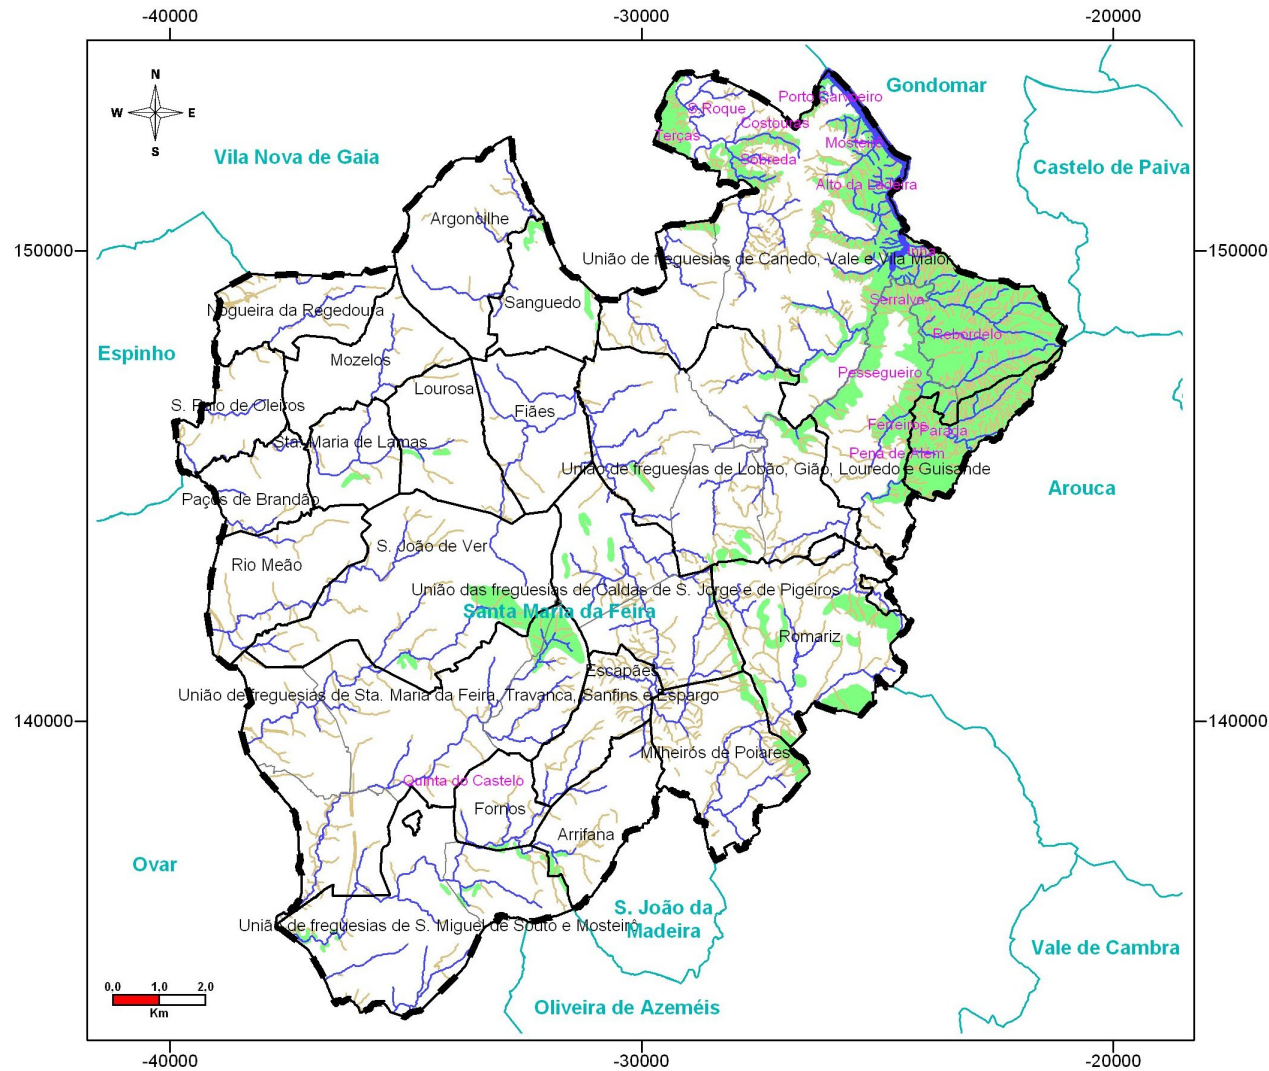 -40000
-30000
-20000
N
W
E
S
Gondomar
Porto Carvoeiro
S.Roque
Costouras
Terças
Mosteirô
Vila Nova de Gaia
Sobreda
Castelo de Paiva
Alto da Ladeira
Argoncilhe
150000
150000
União de freguesias de Canedo, Vale e Vila Maior
Serralva
Sanguedo
Nogueira da Regedoura
Rebordelo
Espinho
Mozelos
Pessegueiro
Lourosa
S. Paio de Oleiros
Fiães
Ferreiros
Parada
Sta. Maria de Lamas
Pena de Além
União de freguesias de Lobão, Gião, Louredo e Guisande
Arouca
Paços de Brandão
S. João de Ver
Rio Meão
União das freguesias de Caldas de S. Jorge e de Pigeiros
Santa Maria da Feira
Romariz
Escapães
União de freguesias de Sta. Maria da Feira, Travanca, Sanfins e Espargo
140000
140000
Milheirós de Poiares
Quinta do Castelo
Fornos
Arrifana
Ovar
S. João da
Madeira
União de freguesias de S. Miguel de Souto e Mosteirô
Vale de Cambra
0,0
1,0
2,0
Km
Oliveira de Azeméis
-40000
-30000
-20000